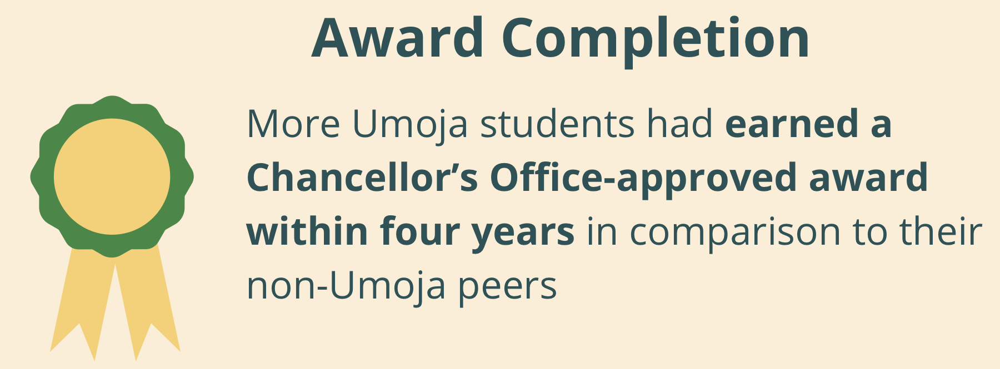 Award Completion
More Umoja students had earned a
Chancellor’s Office-approved award
within four years in comparison to their
non-Umoja peers